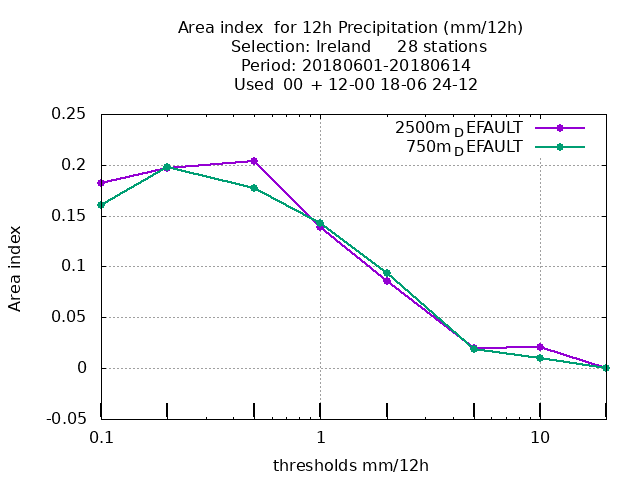 Area index  for 12h Precipitation (mm/12h)
Selection: Ireland     28 stations
Period: 20180601-20180614
Used  00  + 12-00 18-06 24-12
2500m_DEFAULT
750m_DEFAULT
0.25
0.2
0.15
0.1
0.05
0
-0.05
Area index
0.1
1
10
thresholds mm/12h